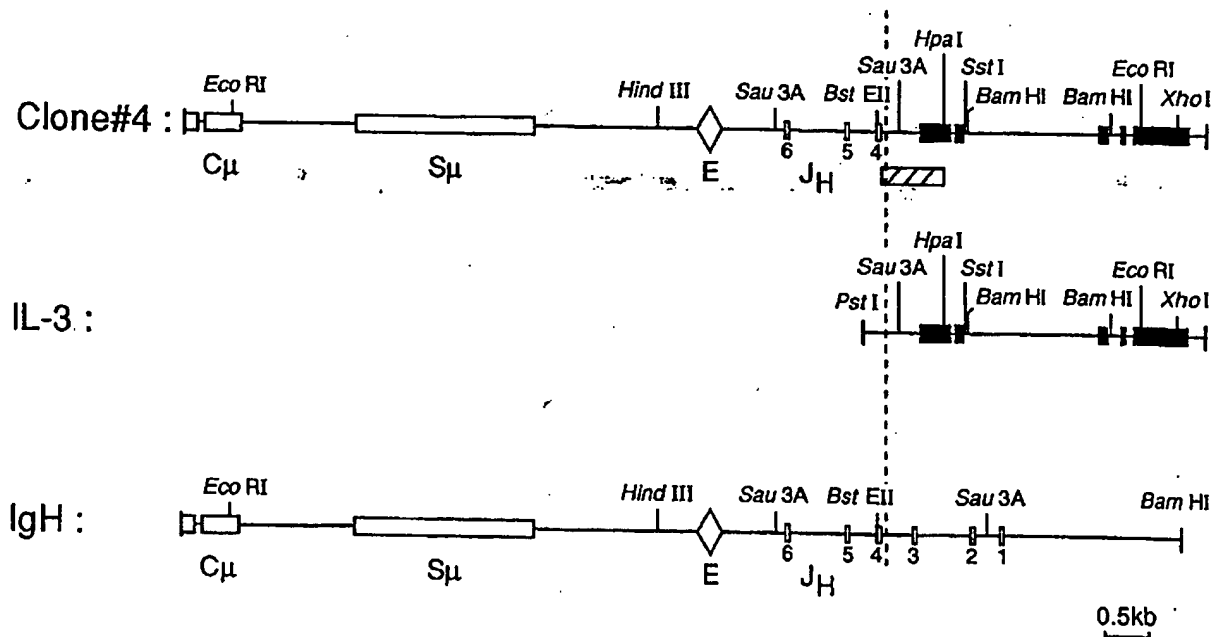 Hpa I
Eco RI Hind III Sau 3A Bst EII Sau 3A Sst I Eco RI
Bam HI Bam HI Xho I
Clone#4 :
6 5 4
Cμ Sμ E JH
Hpa I
Sau 3A Sst I Eco RI
Pst I Bam HI Bam HI Xho I
IL-3 :
Eco RI Hind III Sau 3A Bst EII Sau 3A Bam HI
IgH :
6 5 4 3 2 1
Cμ Sμ E JH
0.5kb